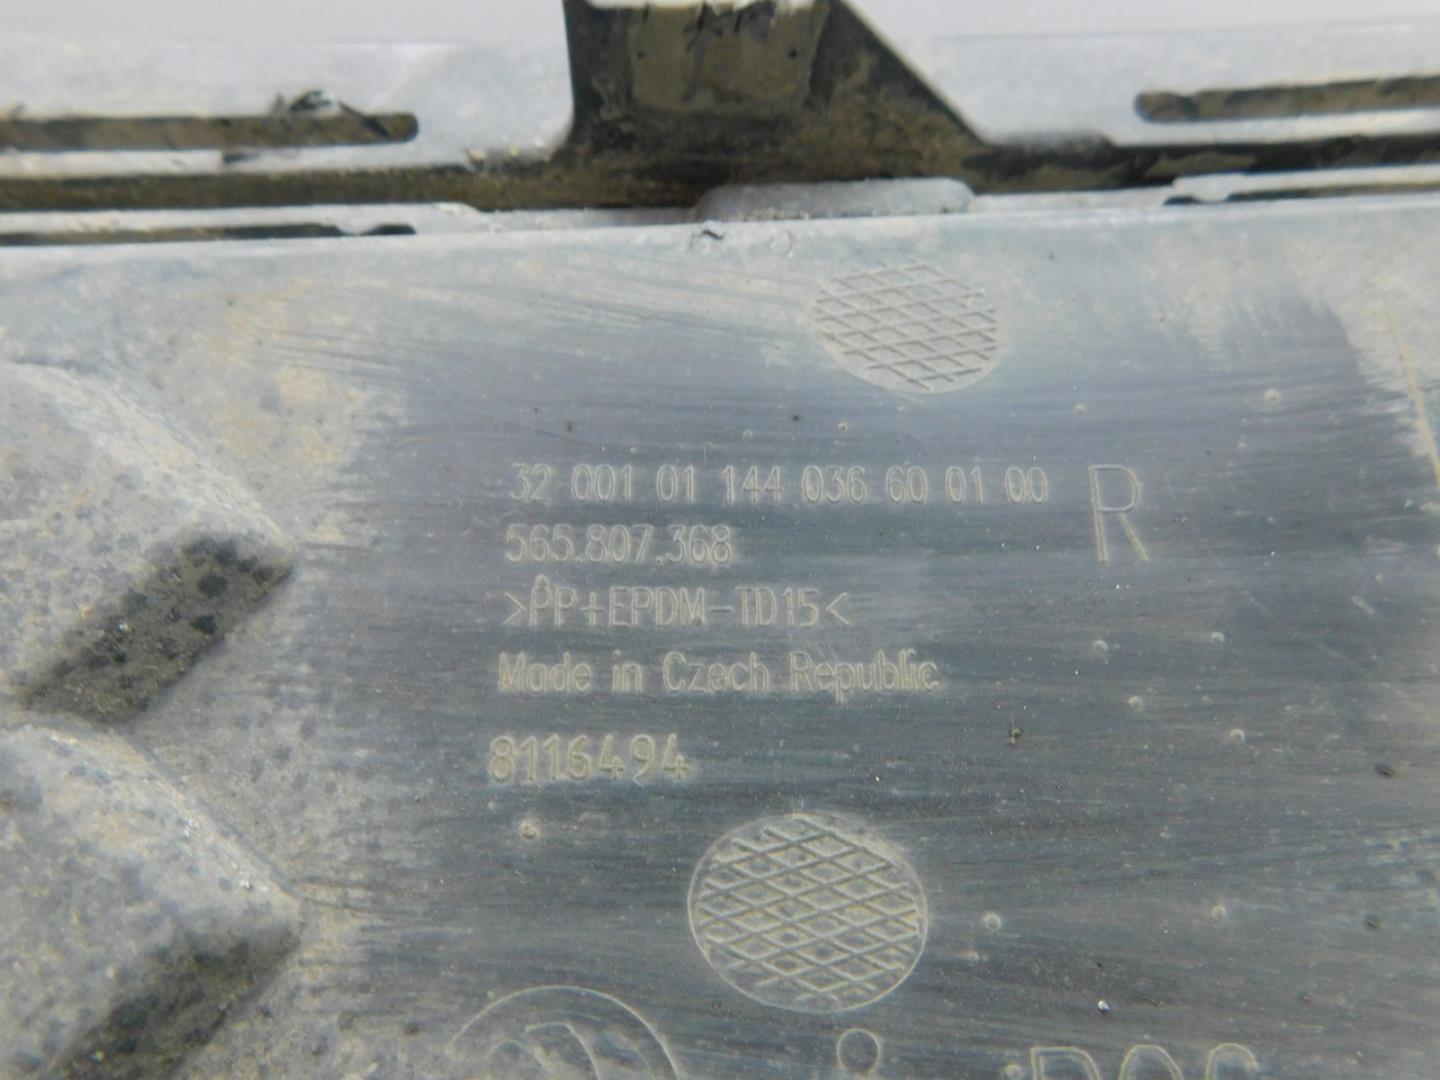 32 001 01 144 036 60 01 00 R
565.807.368
>PP+EPDM-TD15<
Made in Czech Republic
8116494